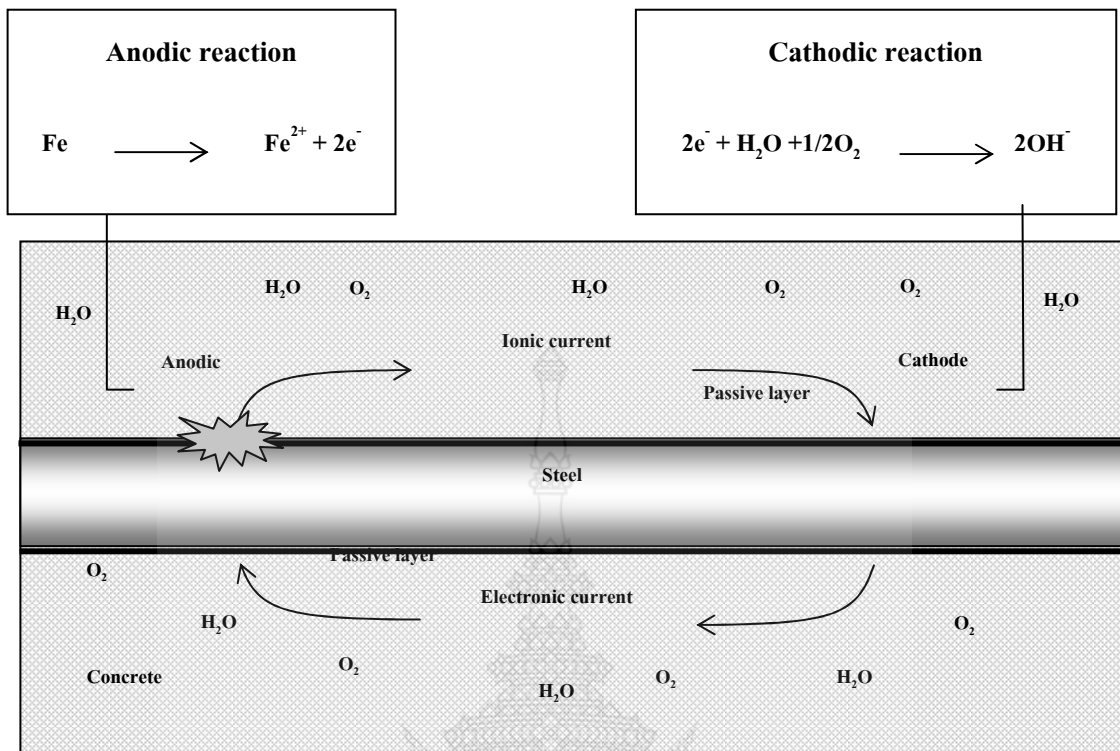 Anodic reaction
Fe ⟶ Fe²⁺ + 2e⁻
Cathodic reaction
2e⁻ + H₂O +1/2O₂ ⟶ 2OH⁻
H₂O
H₂O
O₂
H₂O
O₂
O₂
H₂O
Ionic current
Anodic
Cathode
Passive layer
Steel
Passive layer
O₂
Electronic current
H₂O
O₂
O₂
Concrete
H₂O
O₂
H₂O